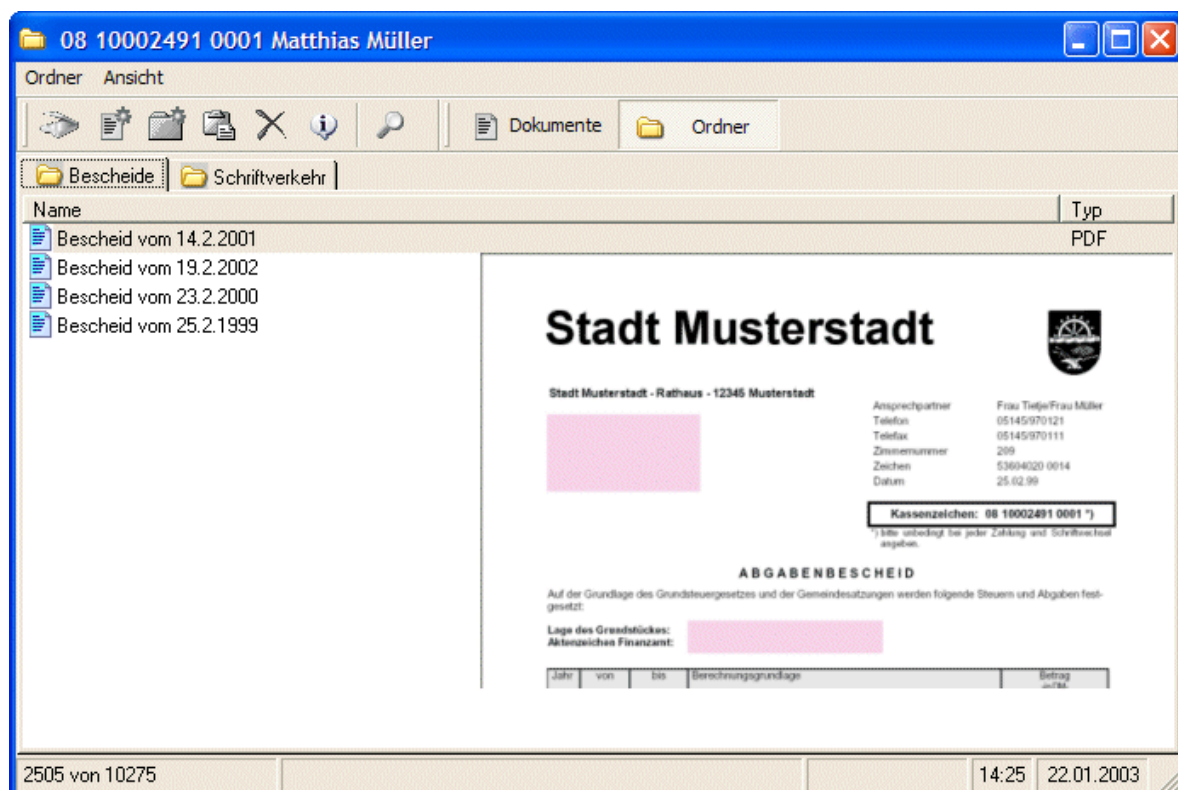 08 10002491 0001 Matthias Müller
Ordner Ansicht
Dokumente Ordner
Bescheide Schriftverkehr
Name Typ
Bescheid vom 14.2.2001 PDF
Bescheid vom 19.2.2002
Bescheid vom 23.2.2000
Bescheid vom 25.2.1999
Stadt Musterstadt
Stadt Musterstadt - Rathaus - 12345 Musterstadt
Ansprechpartner Frau Tietje/Frau Müller
Telefon 05145/970121
Telefax 05145/970111
Zimmernummer 209
Zeichen 53604020 0014
Datum 25.02.99
Kassenzeichen: 08 10002491 0001 *)
*) bitte unbedingt bei jeder Zahlung und Schriftwechsel
angeben.
ABGABENBESCHEID
Auf der Grundlage des Grundsteuergesetzes und der Gemeindesatzungen werden folgende Steuern und Abgaben fest-
gesetzt:
Lage des Grundstückes:
Aktenzeichen Finanzamt:
Jahr von bis Berechnungsgrundlage Betrag
-in DM-
2505 von 10275 14:25 22.01.2003